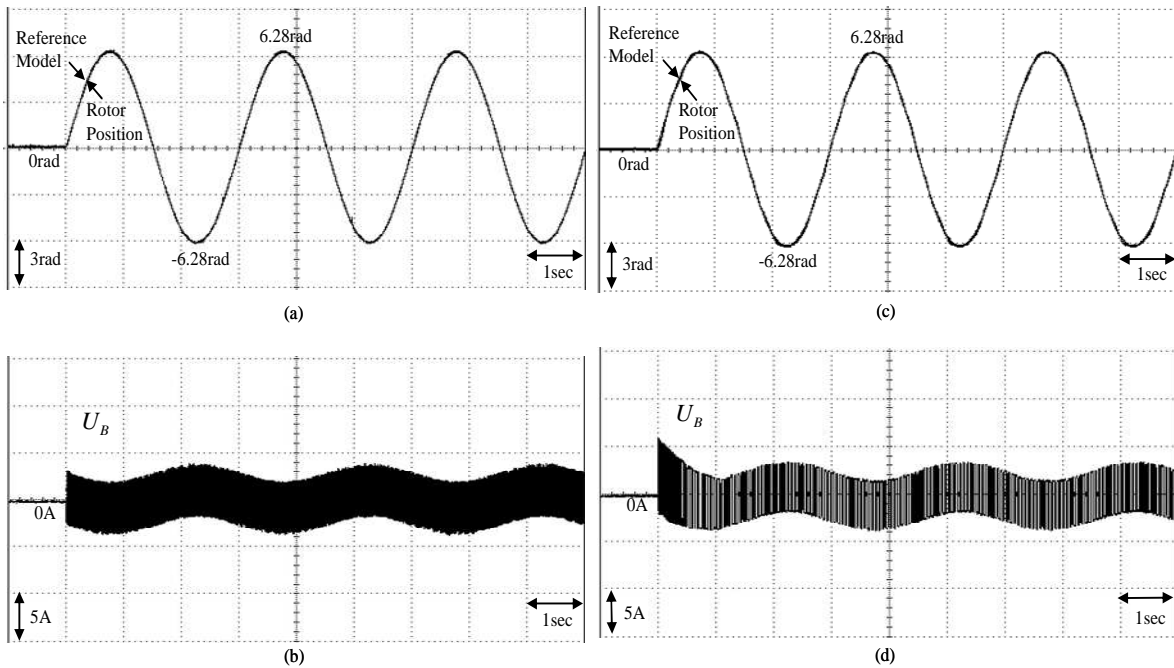 6.28rad
Reference
Model
Rotor
Position
0rad
3rad
-6.28rad
1sec
(a)
6.28rad
Reference
Model
Rotor
Position
0rad
3rad
-6.28rad
1sec
(c)
U_B
0A
5A
1sec
(b)
U_B
0A
5A
1sec
(d)